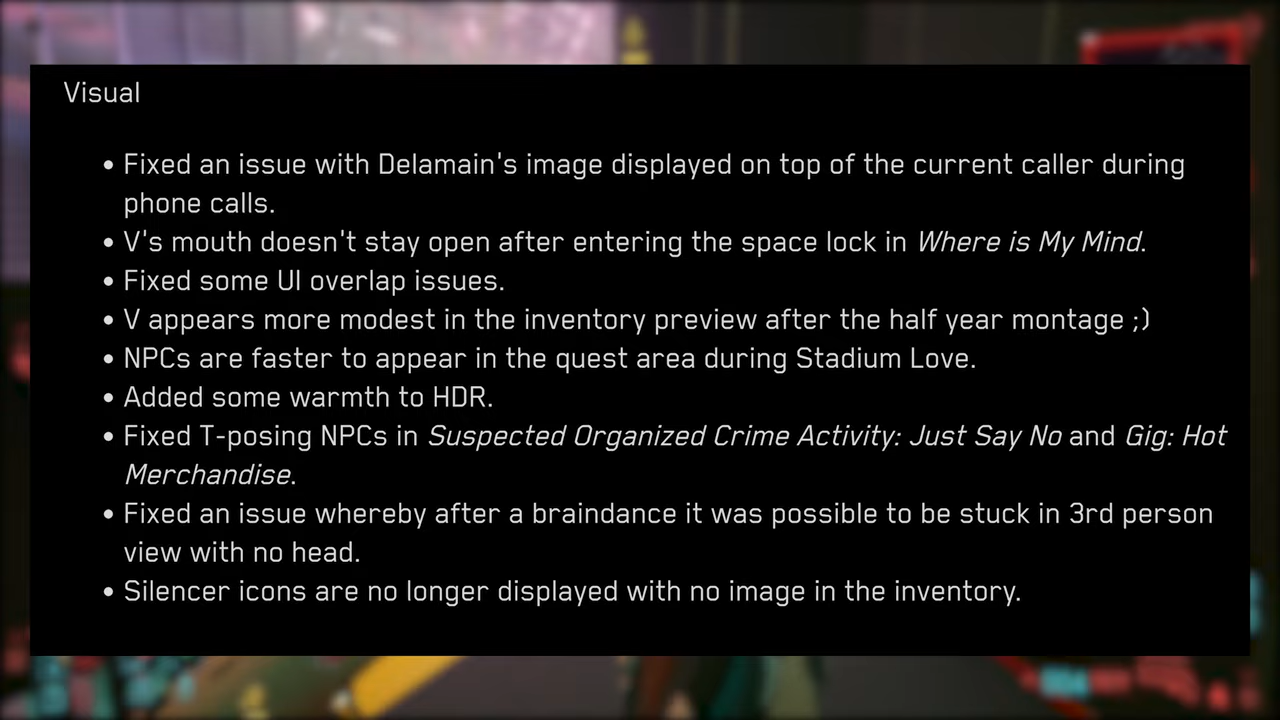 Visual
• Fixed an issue with Delamain's image displayed on top of the current caller during
phone calls.
• V's mouth doesn't stay open after entering the space lock in Where is My Mind.
• Fixed some UI overlap issues.
• V appears more modest in the inventory preview after the half year montage ;)
• NPCs are faster to appear in the quest area during Stadium Love.
• Added some warmth to HDR.
• Fixed T-posing NPCs in Suspected Organized Crime Activity: Just Say No and Gig: Hot
Merchandise.
• Fixed an issue whereby after a braindance it was possible to be stuck in 3rd person
view with no head.
• Silencer icons are no longer displayed with no image in the inventory.